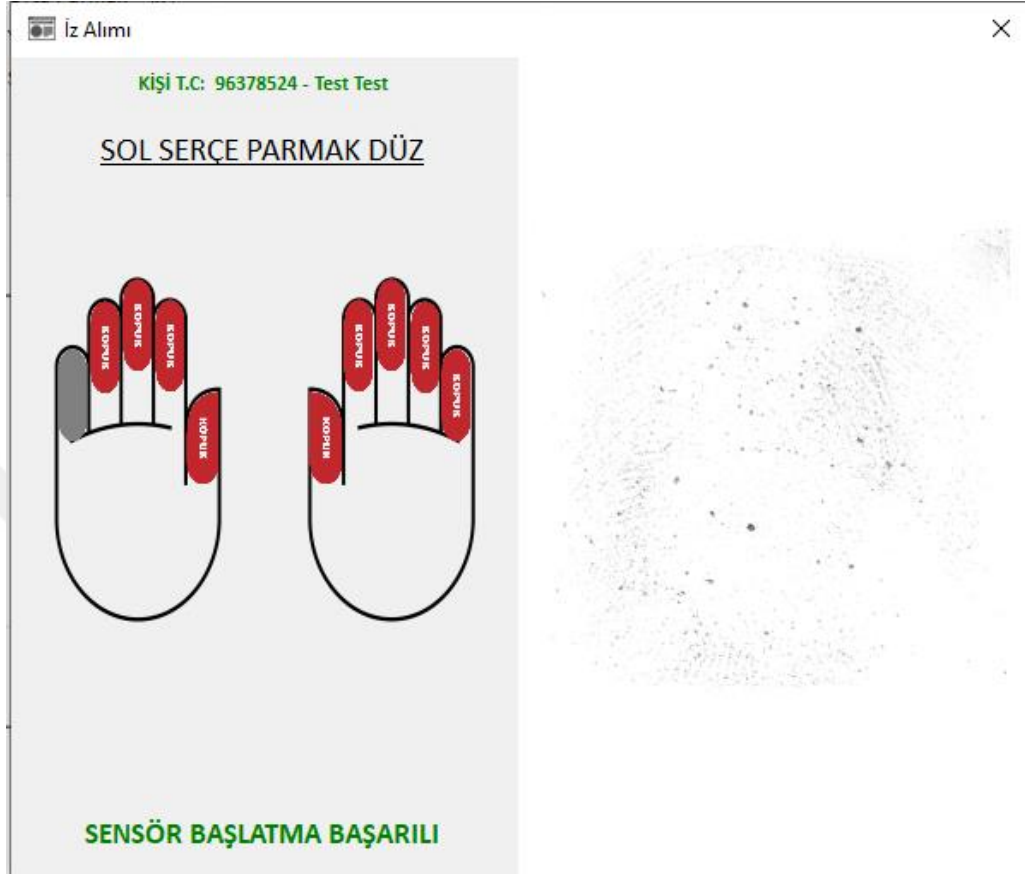 İz Alımı
KİŞİ T.C: 96378524 - Test Test
SOL SERÇE PARMAK DÜZ
KOPUK
KOPUK
KOPUK
KOPUK
KOPUK
KOPUK
KOPUK
KOPUK
KOPUK
SENSÖR BAŞLATMA BAŞARILI